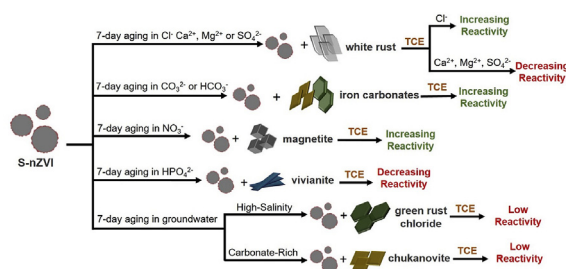 7-day aging in Cl⁻ Ca²⁺, Mg²⁺ or SO₄²⁻
+ white rust
TCE
Cl⁻
Increasing
Reactivity
Ca²⁺, Mg²⁺, SO₄²⁻
Decreasing
Reactivity
7-day aging in CO₃²⁻ or HCO₃⁻
+ iron carbonates
TCE
Increasing
Reactivity
S-nZVI
7-day aging in NO₃⁻
+ magnetite
TCE
Increasing
Reactivity
7-day aging in HPO₄²⁻
+ vivianite
TCE
Decreasing
Reactivity
7-day aging in groundwater
High-Salinity
+ green rust
chloride
TCE
Low
Reactivity
Carbonate-Rich
+ chukanovite
TCE
Low
Reactivity